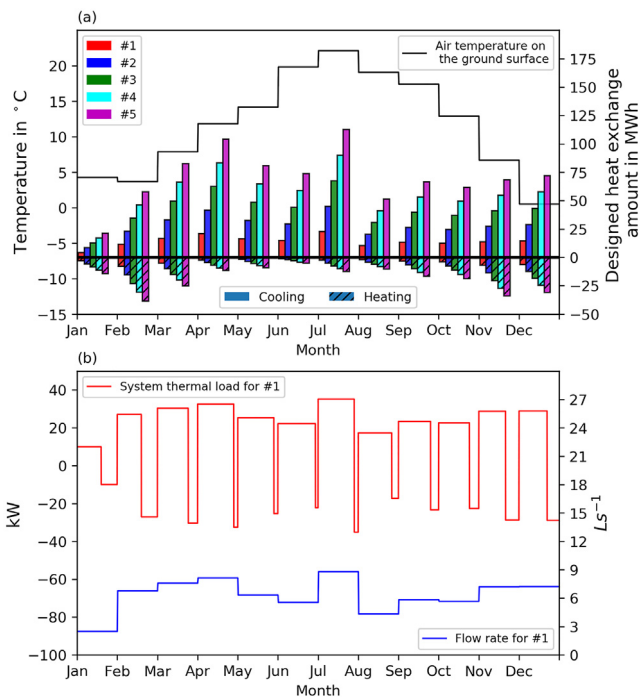 (a)
#1
#2
#3
#4
#5
Air temperature on
the ground surface
Temperature in °C
20
15
10
5
0
−5
−10
−15
Designed heat exchange
amount in MWh
175
150
125
100
75
50
25
0
−25
−50
Cooling
Heating
Jan Feb Mar Apr May Jun Jul Aug Sep Oct Nov Dec
Month
(b)
System thermal load for #1
kW
40
20
0
−20
−40
−60
−80
−100
Ls⁻¹
27
24
21
18
15
12
9
6
3
0
Flow rate for #1
Jan Feb Mar Apr May Jun Jul Aug Sep Oct Nov Dec
Month